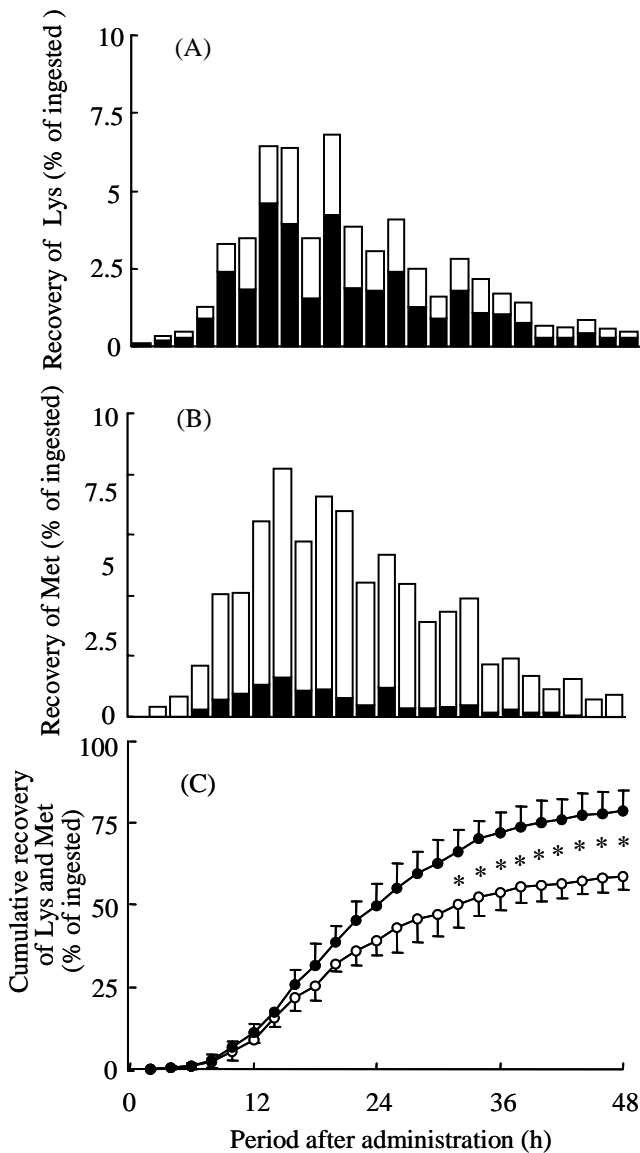 (A)
10
7.5
5
2.5
0
Recovery of Lys (% of ingested )
(B)
10
7.5
5
2.5
0
Recovery of Met (% of ingested)
(C)
100
75
50
25
0
Cumulative recovery
of Lys and Met
(% of ingested)
* * * * * * * * *
0 12 24 36 48
Period after administration (h)